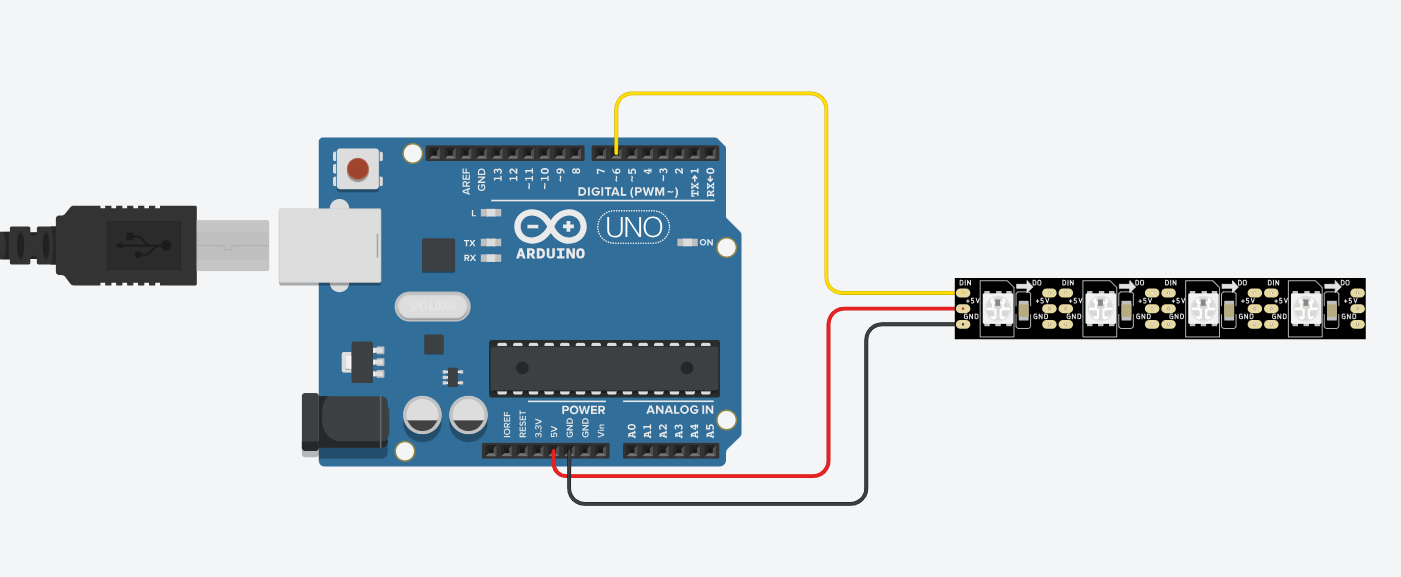 AREF
GND
13
12
~11
~10
~9
8
7
~6
~5
4
~3
2
TX→1
RX←0
DIGITAL (PWM~)
L
TX
RX
ARDUINO
UNO
ON
DIN DO DIN DO DIN DO DIN DO
+5V +5V +5V +5V +5V +5V +5V +5V
GND GND GND GND GND GND GND GND
POWER
ANALOG IN
IOREF
RESET
3.3V
5V
GND
GND
Vin
A0
A1
A2
A3
A4
A5